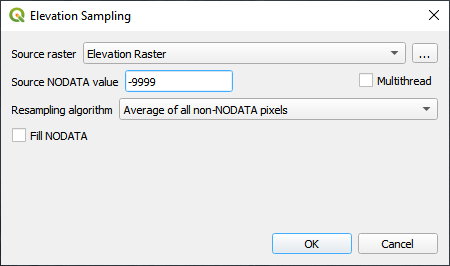 Elevation Sampling
Source raster Elevation Raster ...
Source NODATA value -9999 Multithread
Resampling algorithm Average of all non-NODATA pixels
Fill NODATA
OK Cancel